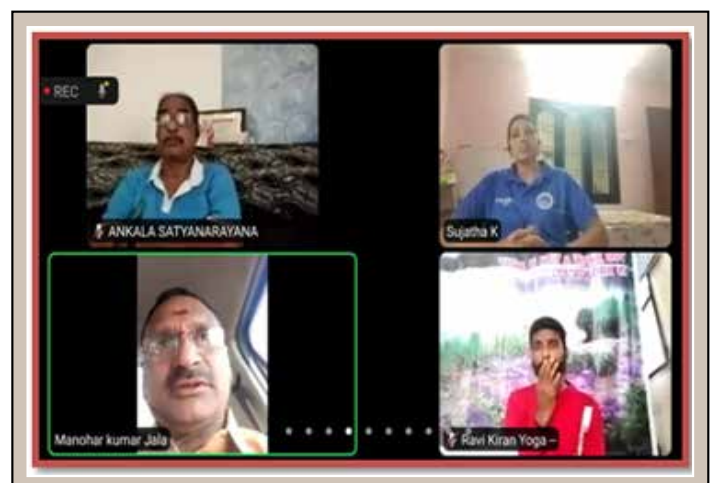 REC
ANKALA SATYANARAYANA
Sujatha K
Manohar kumar Jala
Ravi Kiran Yoga –